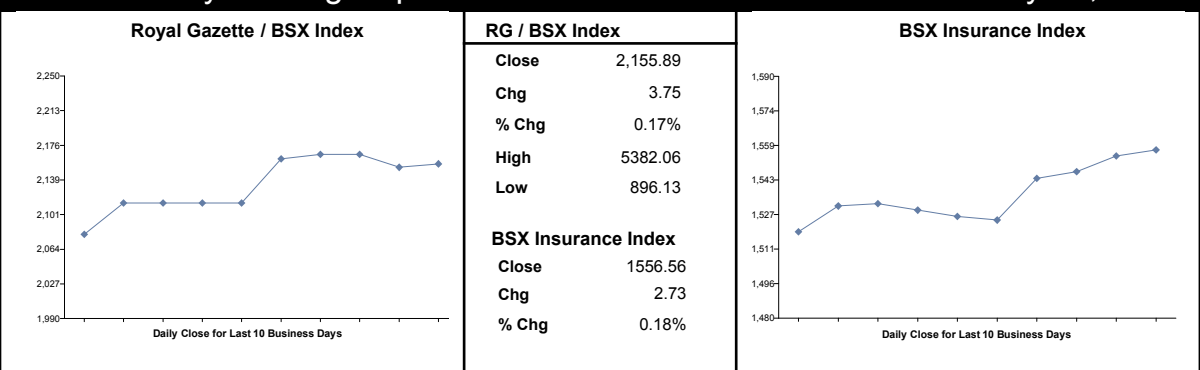 Royal Gazette / BSX Index
2,250
2,213
2,176
2,139
2,101
2,064
2,027
1,990
Daily Close for Last 10 Business Days
RG / BSX Index
Close 2,155.89
Chg 3.75
% Chg 0.17%
High 5382.06
Low 896.13
BSX Insurance Index
Close 1556.56
Chg 2.73
% Chg 0.18%
BSX Insurance Index
1,590
1,574
1,559
1,543
1,527
1,511
1,496
1,480
Daily Close for Last 10 Business Days